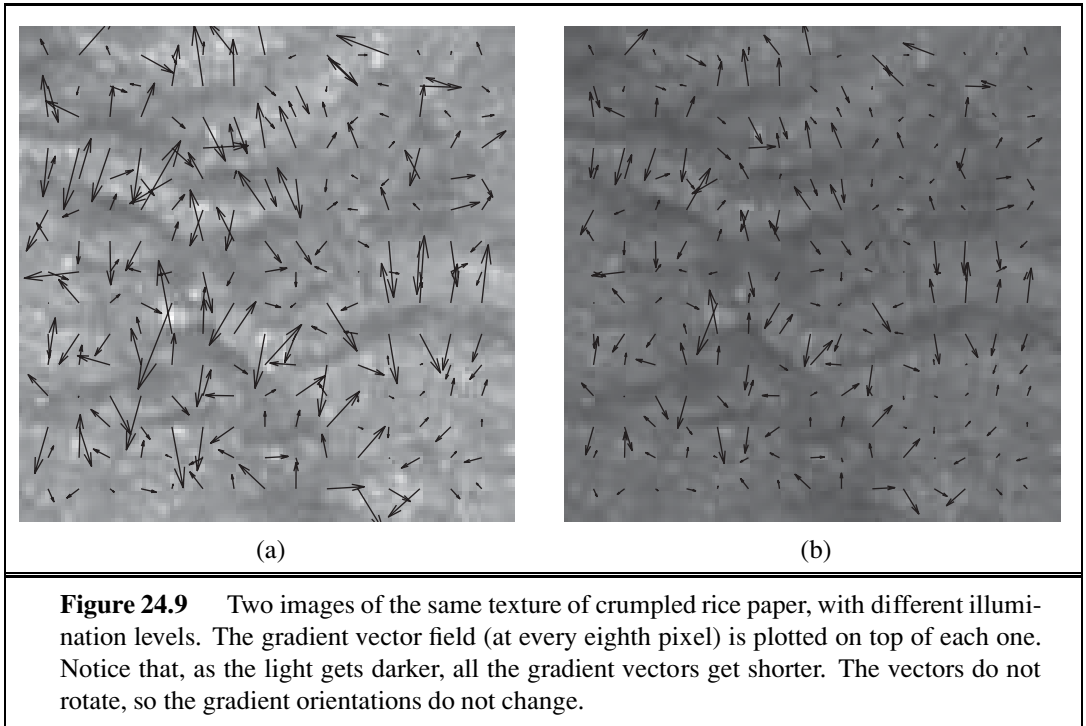 (a)
(b)
Figure 24.9 Two images of the same texture of crumpled rice paper, with different illumi-
nation levels. The gradient vector field (at every eighth pixel) is plotted on top of each one.
Notice that, as the light gets darker, all the gradient vectors get shorter. The vectors do not
rotate, so the gradient orientations do not change.